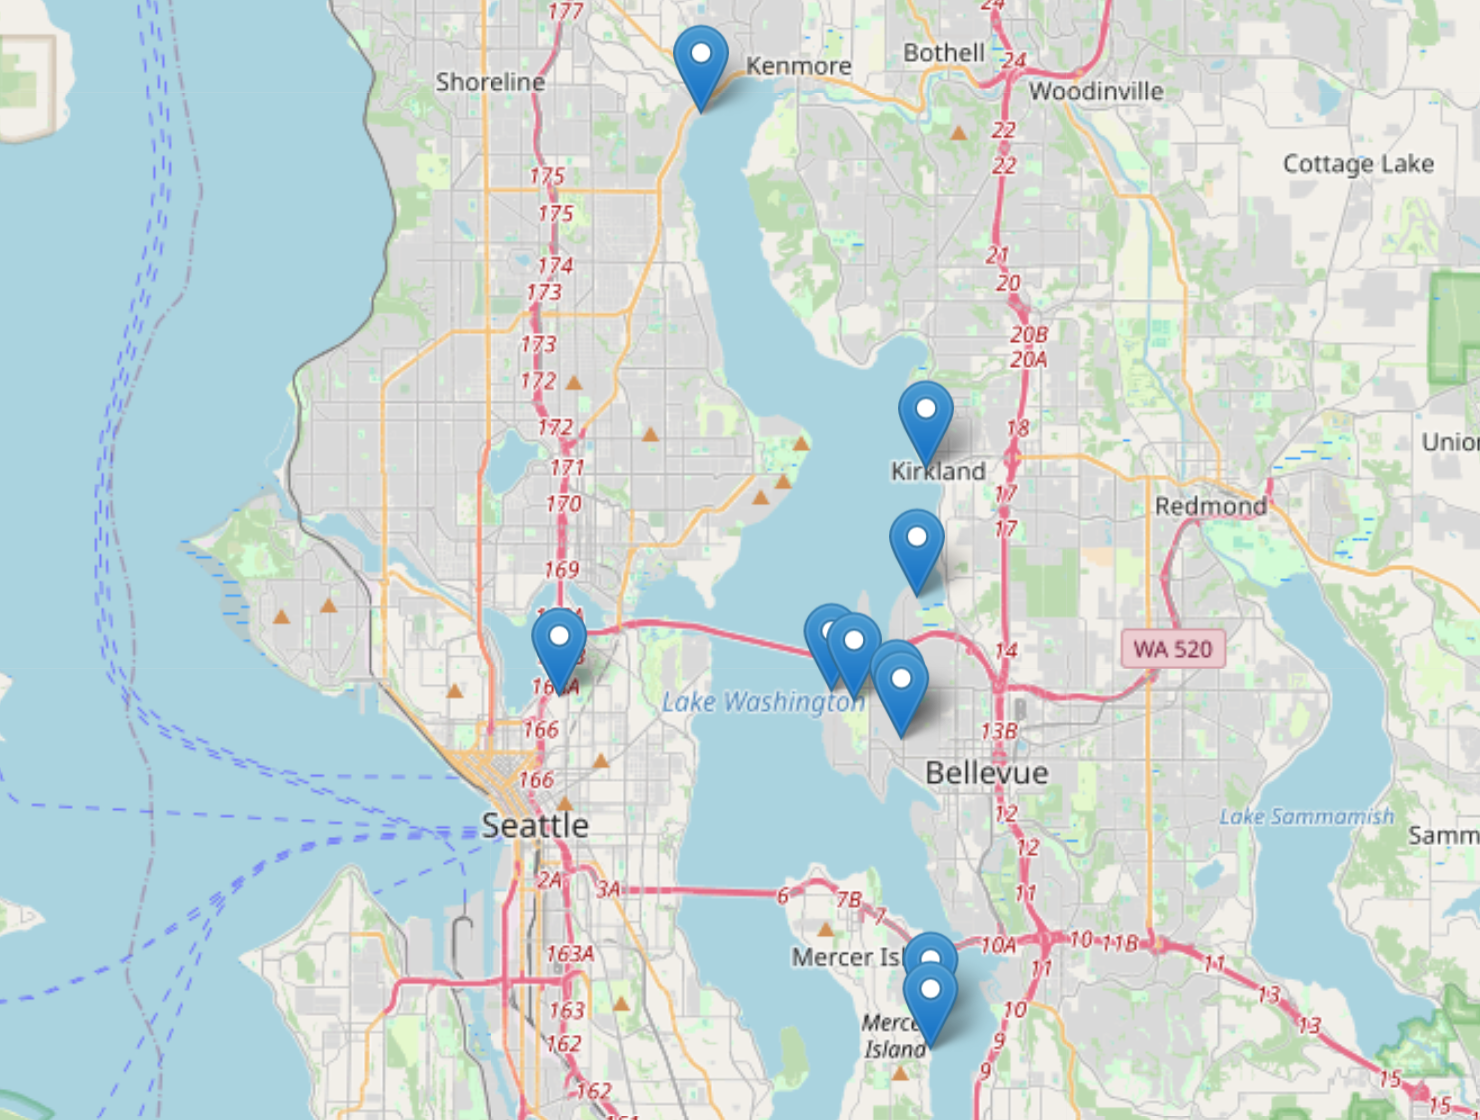 177
24
Bothell
24
Kenmore
Shoreline
Woodinville
22
22
Cottage Lake
175
175
21
174
20
173
20B
173
20A
172
172
18
Union
171
Kirkland
170
17
Redmond
17
169
14
WA 520
Lake Washington
166
13B
Bellevue
166
12
Lake Sammamish
Seattle
Samm
12
2A
3A
6
7B
7
11
10A
10
11B
163A
Mercer Isl
11
11
13
163
10
Merce
Island
13
162
9
9
15
162
15
161